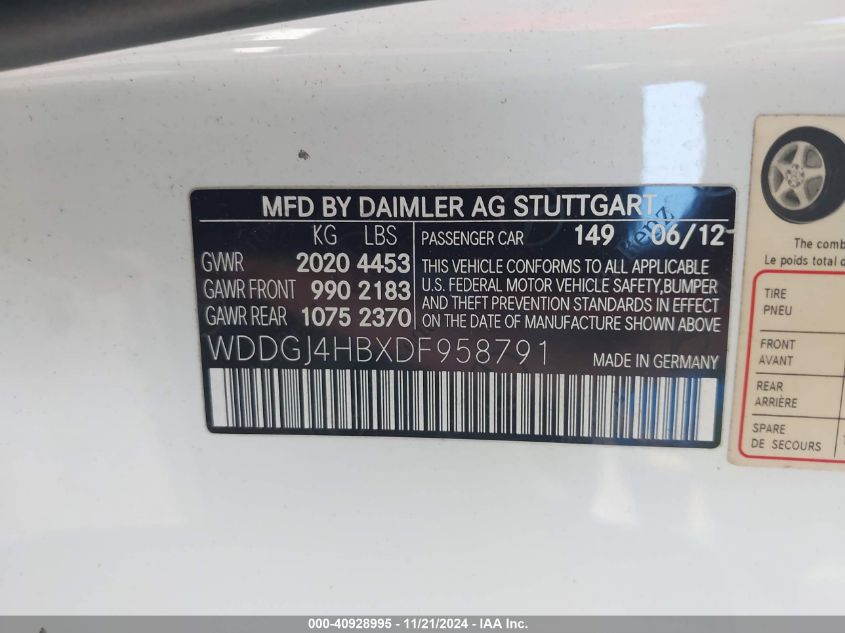 MFD BY DAIMLER AG STUTTGART
KG LBS
GVWR 2020 4453
GAWR FRONT 990 2183
GAWR REAR 1075 2370
PASSENGER CAR 149 06/12
THIS VEHICLE CONFORMS TO ALL APPLICABLE
U.S. FEDERAL MOTOR VEHICLE SAFETY,BUMPER
AND THEFT PREVENTION STANDARDS IN EFFECT
ON THE DATE OF MANUFACTURE SHOWN ABOVE
WDDGJ4HBXDF958791
The comb
Le poids total d
TIRE
PNEU
FRONT
AVANT
REAR
ARRIÈRE
SPARE
DE SECOURS
000-40928995 - 11/21/2024 - IAA Inc.